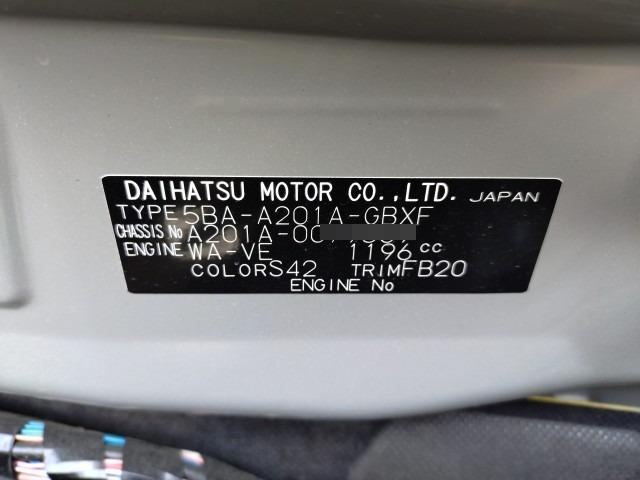 DAIHATSU MOTOR CO.,LTD. JAPAN
TYPE 5BA-A201A-GBXF
CHASSIS No A201A-00
ENGINE WA-VE 1196 cc
COLOR S42 TRIM FB20
ENGINE No